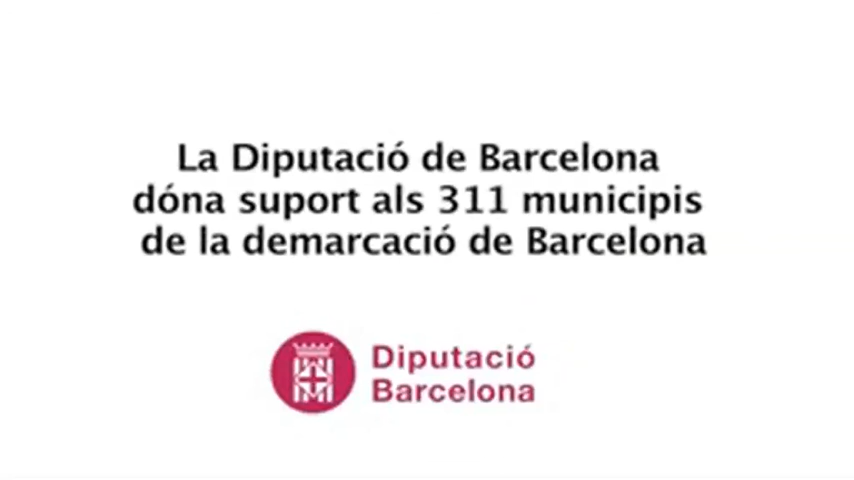 La Diputació de Barcelona
dóna suport als 311 municipis
de la demarcació de Barcelona
Diputació
Barcelona